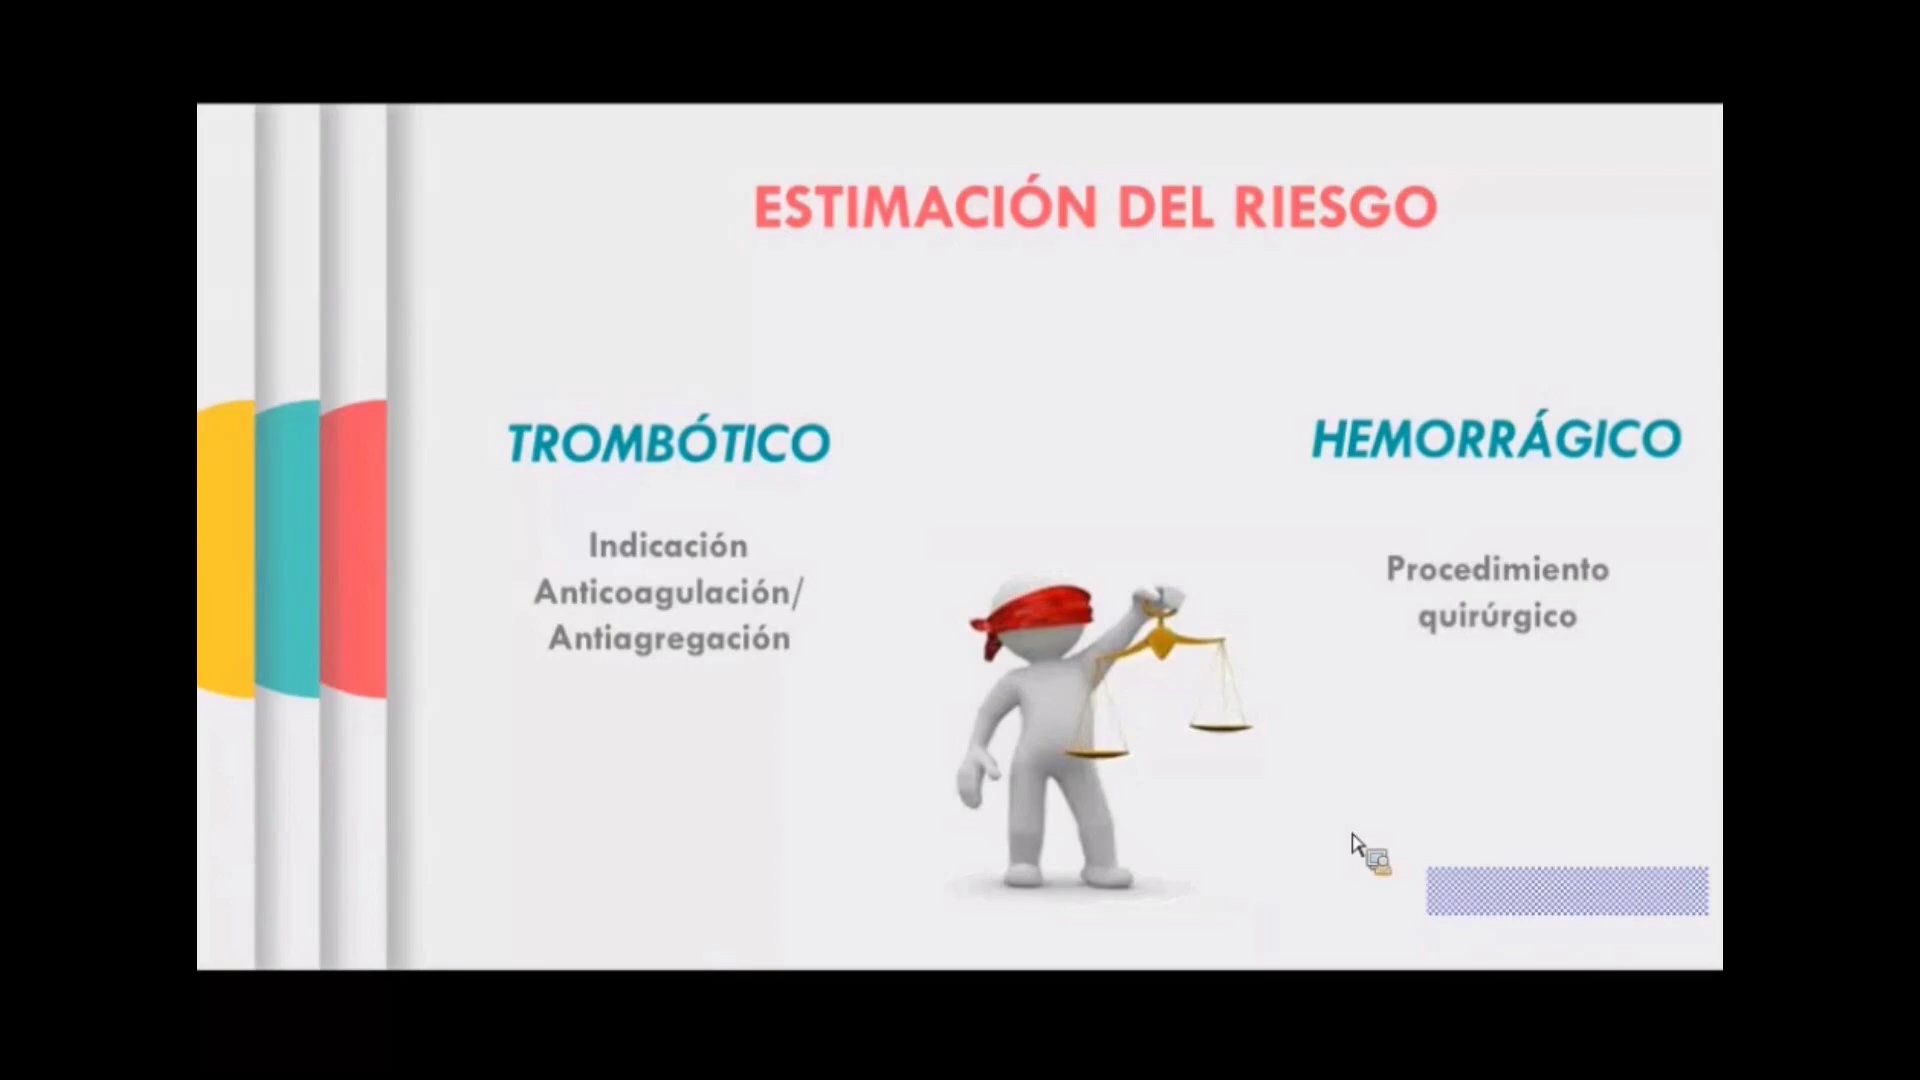 ESTIMACIÓN DEL RIESGO
TROMBÓTICO
Indicación
Anticoagulación/
Antiagregación
HEMORRÁGICO
Procedimiento
quirúrgico